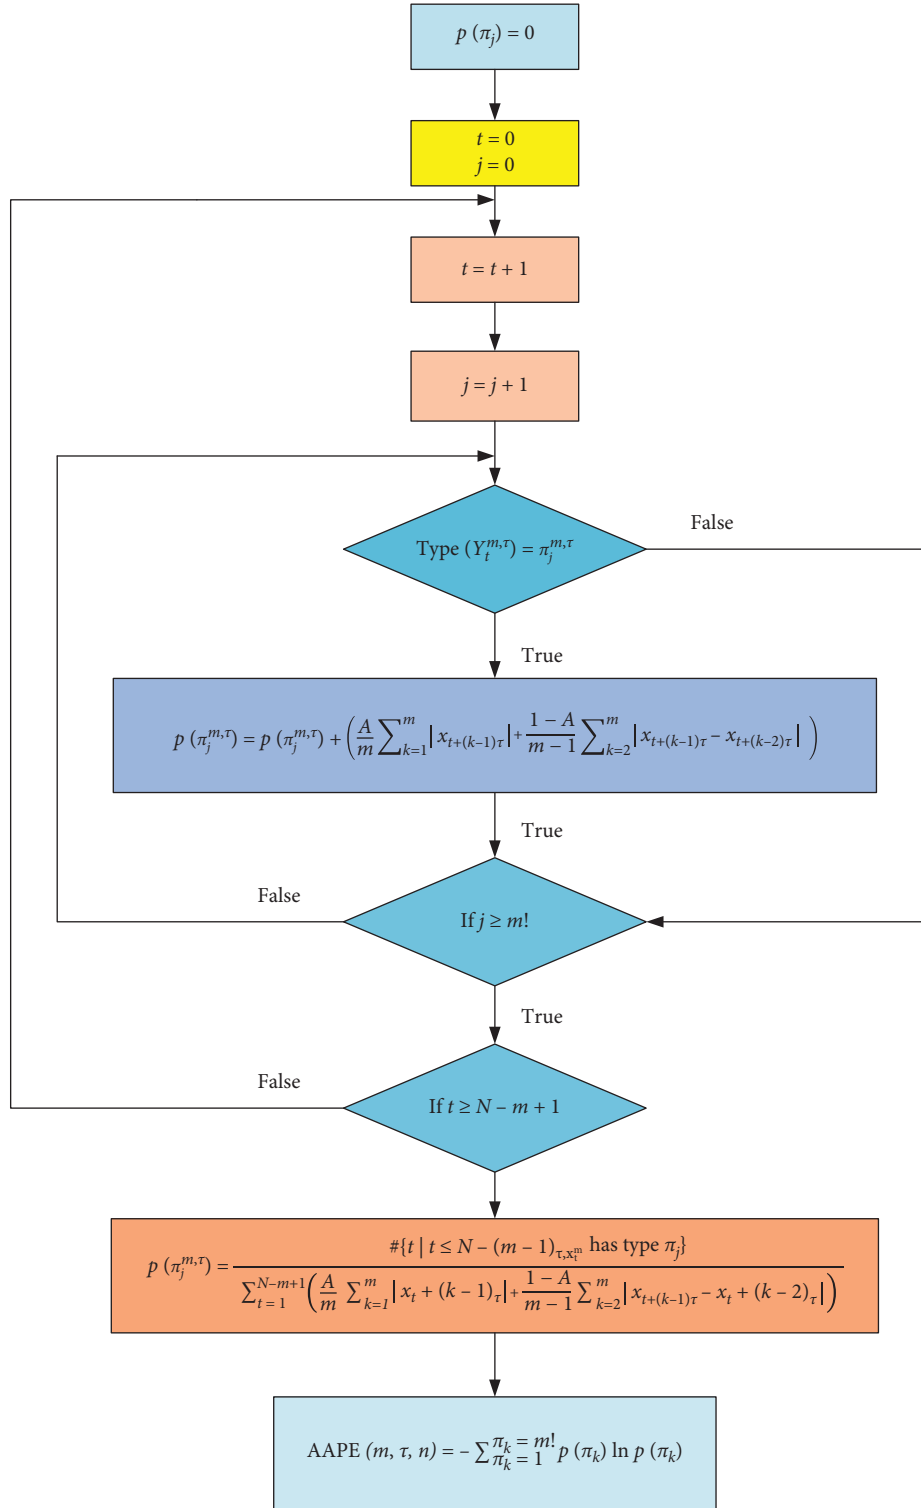 p (π_j) = 0
t = 0
j = 0
t = t + 1
j = j + 1
Type (Y_t^{m,τ}) = π_j^{m,τ}
False
True
p (π_j^{m,τ}) = p (π_j^{m,τ}) + (A/m ∑_{k=1}^{m} | x_{t+(k−1)τ}| + (1 − A)/(m − 1) ∑_{k=2}^{m} | x_{t+(k−1)τ} − x_{t+(k−2)τ}| )
True
False
If j ≥ m!
True
False
If t ≥ N − m + 1
p (π_j^{m,τ}) = #{t | t ≤ N − (m − 1)_{τ,x_t^m} has type π_j} / ∑_{t = 1}^{N−m+1}(A/m ∑_{k=1}^{m} | x_t + (k − 1)_τ| + (1 − A)/(m − 1) ∑_{k=2}^{m} | x_{t+(k−1)τ} − x_t + (k − 2)_τ|)
AAPE (m, τ, n) = − ∑_{π_k = 1}^{π_k = m!} p (π_k) ln p (π_k)